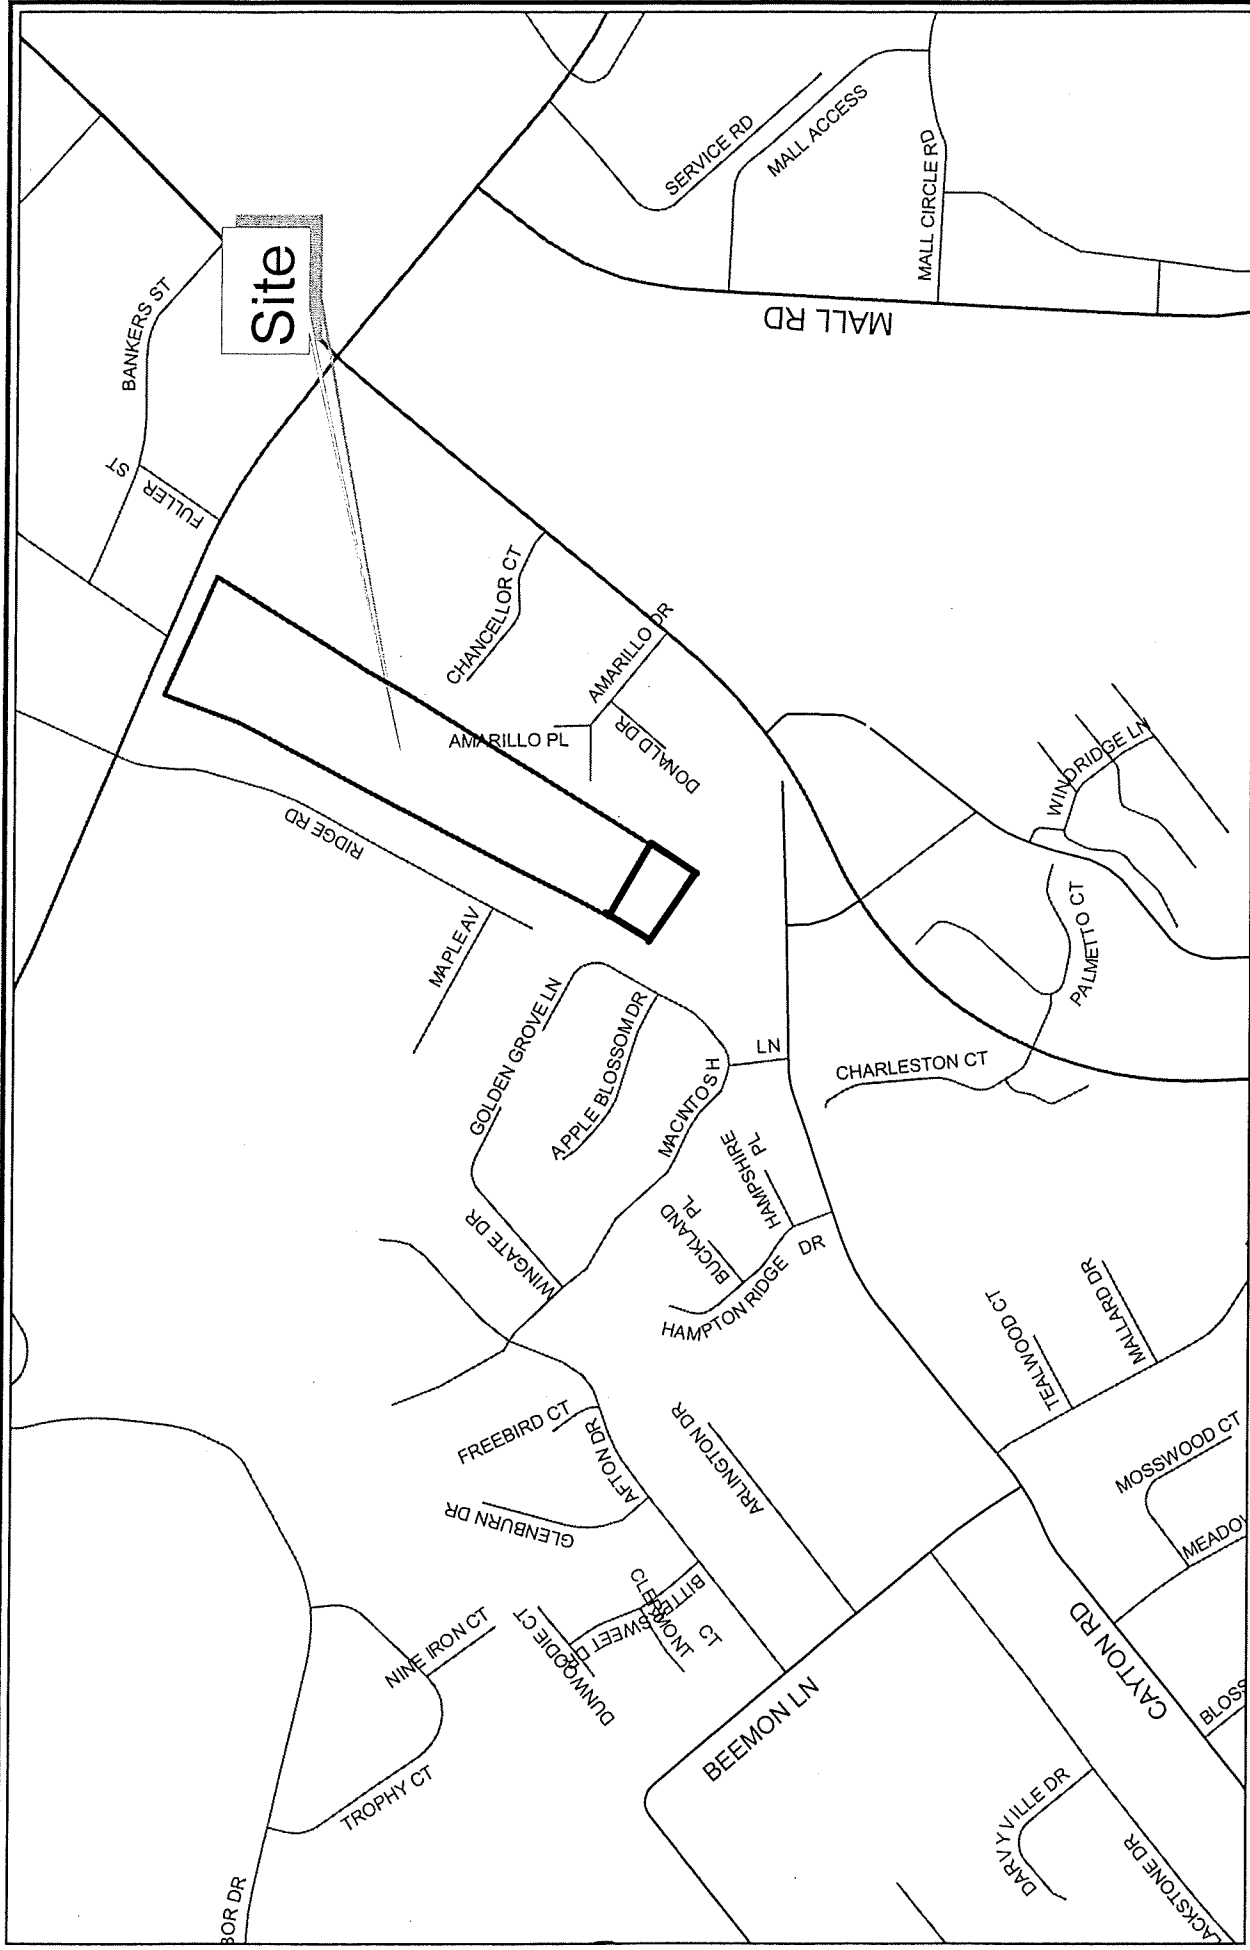 BANKERS ST
FULLER
ST
Site
SERVICE RD
MALL ACCESS
MALL CIRCLE RD
MALL RD
CHANCELLOR CT
AMARILLO DR
AMARILLO PL
DONALD DR
RIDGE RD
MAPLE AV
WINDRIDGE LN
PALMETTO CT
GOLDEN GROVE LN
APPLE BLOSSOM DR
MACINTOSH
LN
CHARLESTON CT
HAMPSHIRE
PL
BUCKLAND
PL
HAMPTON RIDGE
DR
WINGATE DR
TEALWOOD CT
MALLARD DR
FREEBIRD CT
AFTON DR
ARLINGTON DR
GLENBURN DR
MOSSWOOD CT
MEADOW
NINE IRON CT
DUNWOODIE CT
BITTERSWEET DR
CLERMONT
CT
TROPHY CT
BEEMON LN
CAYTON RD
BLOSS
DARVYVILLE DR
LACKSTONE DR
BOR DR